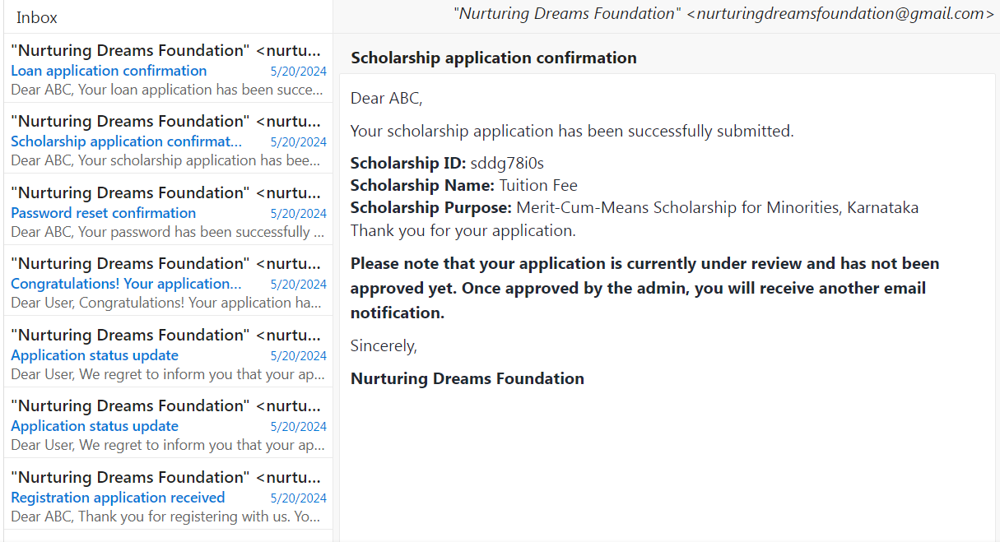 Inbox
"Nurturing Dreams Foundation" <nurtu...
Loan application confirmation 5/20/2024
Dear ABC, Your loan application has been succe...
"Nurturing Dreams Foundation" <nurtu...
Scholarship application confirmat... 5/20/2024
Dear ABC, Your scholarship application has bee...
"Nurturing Dreams Foundation" <nurtu...
Password reset confirmation 5/20/2024
Dear ABC, Your password has been successfully ...
"Nurturing Dreams Foundation" <nurtu...
Congratulations! Your application... 5/20/2024
Dear User, Congratulations! Your application ha...
"Nurturing Dreams Foundation" <nurtu...
Application status update 5/20/2024
Dear User, We regret to inform you that your ap...
"Nurturing Dreams Foundation" <nurtu...
Application status update 5/20/2024
Dear User, We regret to inform you that your ap...
"Nurturing Dreams Foundation" <nurtu...
Registration application received 5/20/2024
Dear ABC, Thank you for registering with us. Yo...
"Nurturing Dreams Foundation" <nurturingdreamsfoundation@gmail.com>
Scholarship application confirmation
Dear ABC,
Your scholarship application has been successfully submitted.
Scholarship ID: sddg78i0s
Scholarship Name: Tuition Fee
Scholarship Purpose: Merit-Cum-Means Scholarship for Minorities, Karnataka
Thank you for your application.
Please note that your application is currently under review and has not been
approved yet. Once approved by the admin, you will receive another email
notification.
Sincerely,
Nurturing Dreams Foundation